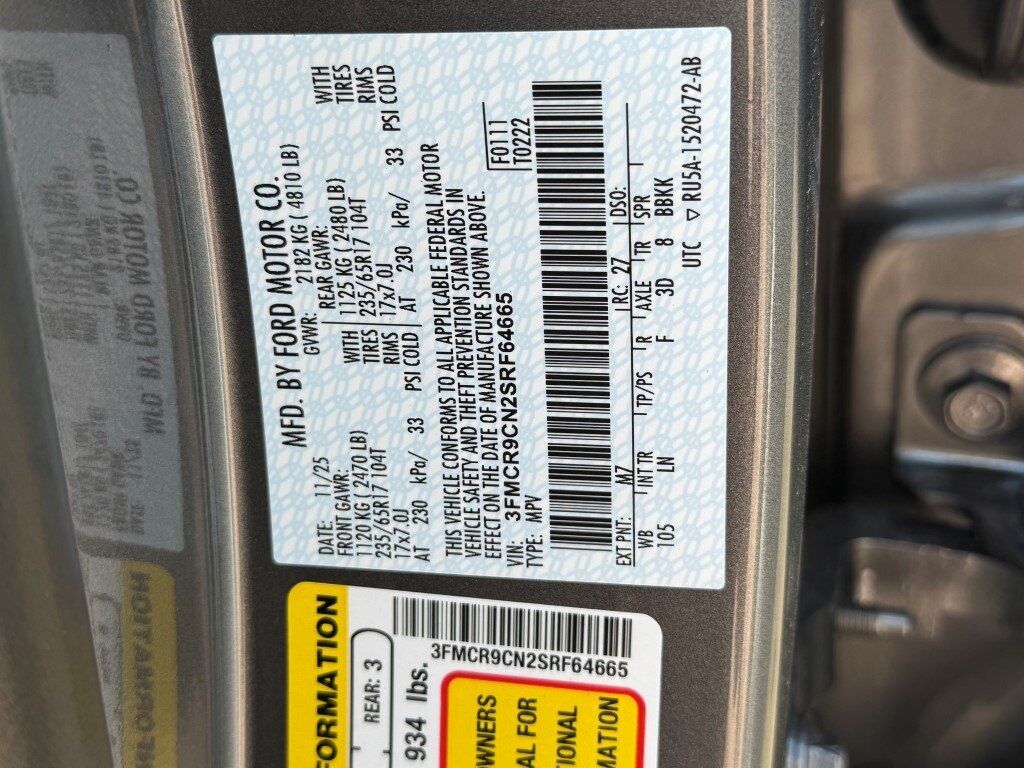 MFD. BY FORD MOTOR CO.
DATE: 11/25 GVWR: 2182 KG ( 4810 LB)
FRONT GAWR: REAR GAWR:
1120 KG ( 2470 LB) WITH 1125 KG ( 2480 LB) WITH
235/65R17 104T TIRES 235/65R17 104T TIRES
17x7.0J RIMS 17x7.0J RIMS
AT 230 kPa/ 33 PSI COLD AT 230 kPa/ 33 PSI COLD
THIS VEHICLE CONFORMS TO ALL APPLICABLE FEDERAL MOTOR
VEHICLE SAFETY AND THEFT PREVENTION STANDARDS IN
EFFECT ON THE DATE OF MANUFACTURE SHOWN ABOVE.
VIN: 3FMCR9CN2SRF64665
TYPE: MPV
F0111
T0222
EXT PNT: M7 RC: 27 DSO:
WB INT TR TP/PS R AXLE TR SPR
105 LN F 3D 8 BBKK
UTC ▽ RU5A-1520472-AB
FORMATION
REAR: 3
934 lbs.
3FMCR9CN2SRF64665
OWNERS
AL FOR
TIONAL
MATION